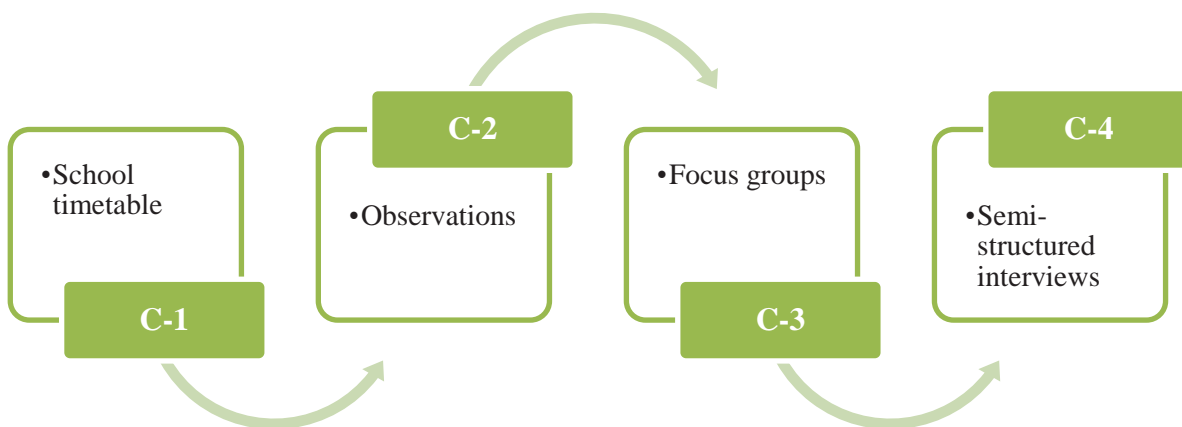 •School
timetable
C-1
C-2
•Observations
•Focus groups
C-3
C-4
•Semi-
structured
interviews